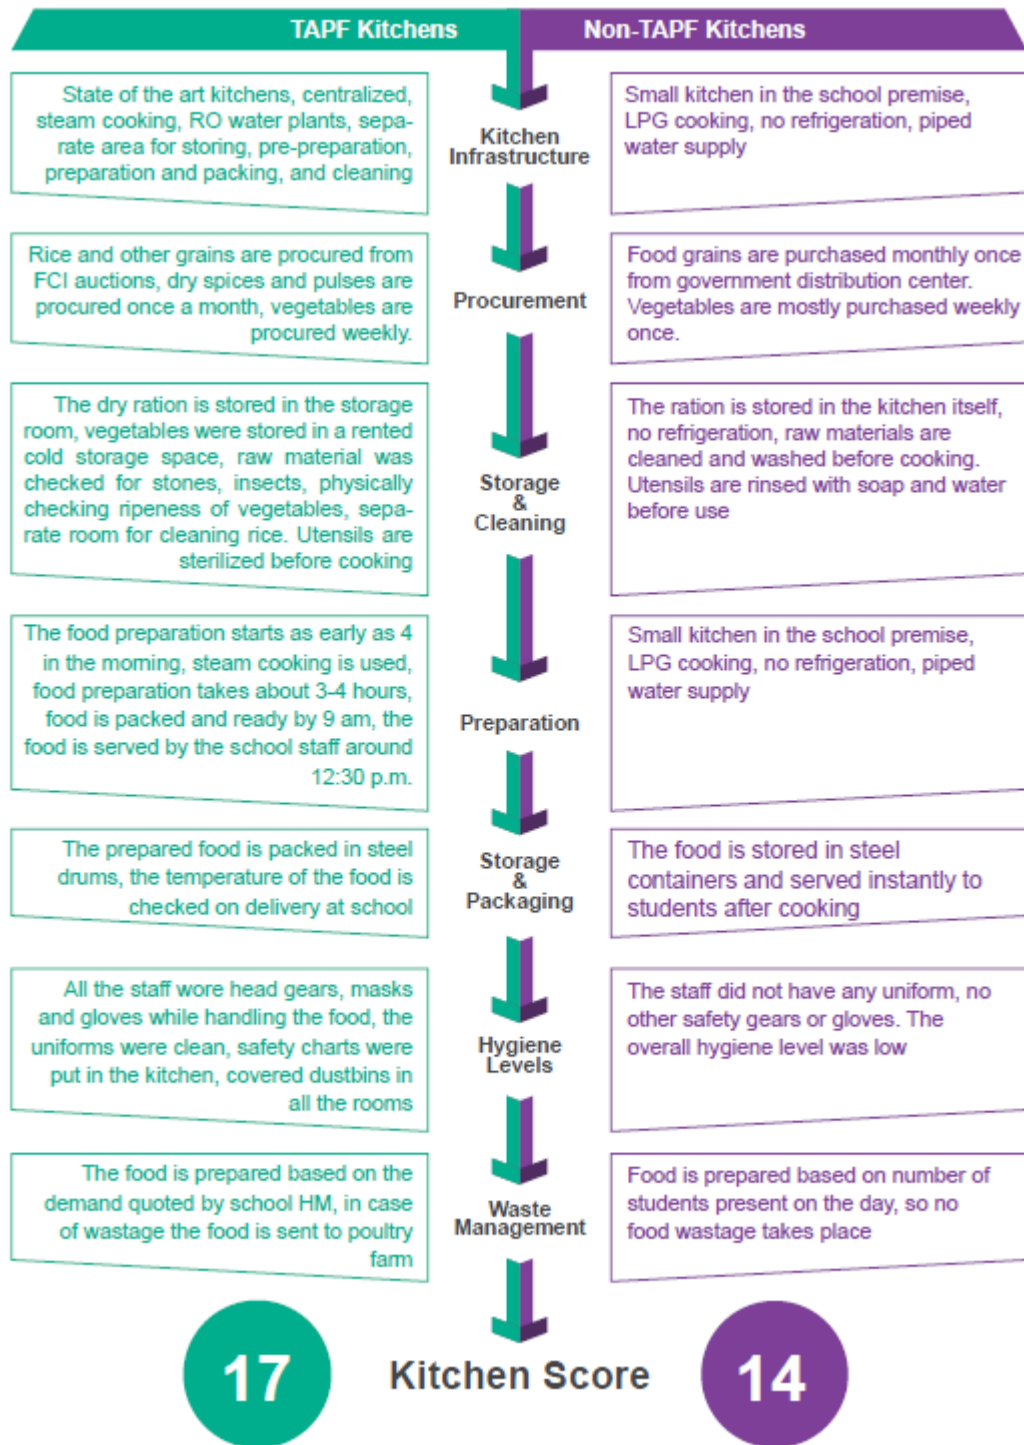 TAPF Kitchens
Non-TAPF Kitchens
State of the art kitchens, centralized,
steam cooking, RO water plants, sepa-
rate area for storing, pre-preparation,
preparation and packing, and cleaning
Kitchen
Infrastructure
Small kitchen in the school premise,
LPG cooking, no refrigeration, piped
water supply
Rice and other grains are procured from
FCI auctions, dry spices and pulses are
procured once a month, vegetables are
procured weekly.
Procurement
Food grains are purchased monthly once
from government distribution center.
Vegetables are mostly purchased weekly
once.
The dry ration is stored in the storage
room, vegetables were stored in a rented
cold storage space, raw material was
checked for stones, insects, physically
checking ripeness of vegetables, sepa-
rate room for cleaning rice. Utensils are
sterilized before cooking
Storage
&
Cleaning
The ration is stored in the kitchen itself,
no refrigeration, raw materials are
cleaned and washed before cooking.
Utensils are rinsed with soap and water
before use
The food preparation starts as early as 4
in the morning, steam cooking is used,
food preparation takes about 3-4 hours,
food is packed and ready by 9 am, the
food is served by the school staff around
12:30 p.m.
Preparation
Small kitchen in the school premise,
LPG cooking, no refrigeration, piped
water supply
The prepared food is packed in steel
drums, the temperature of the food is
checked on delivery at school
Storage
&
Packaging
The food is stored in steel
containers and served instantly to
students after cooking
All the staff wore head gears, masks
and gloves while handling the food, the
uniforms were clean, safety charts were
put in the kitchen, covered dustbins in
all the rooms
Hygiene
Levels
The staff did not have any uniform, no
other safety gears or gloves. The
overall hygiene level was low
The food is prepared based on the
demand quoted by school HM, in case
of wastage the food is sent to poultry
farm
Waste
Management
Food is prepared based on number of
students present on the day, so no
food wastage takes place
17
Kitchen Score
14